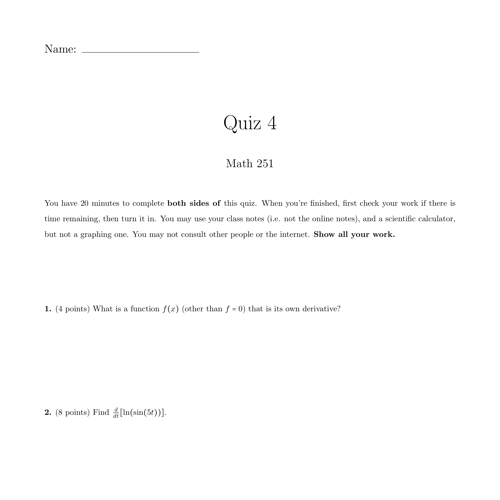 Name:
Quiz 4
Math 251
You have 20 minutes to complete both sides of this quiz. When you're finished, first check your work if there is
time remaining, then turn it in. You may use your class notes (i.e. not the online notes), and a scientific calculator,
but not a graphing one. You may not consult other people or the internet. Show all your work.
1. (4 points) What is a function f(x) (other than f = 0) that is its own derivative?
2. (8 points) Find d/dt[ln(sin(5t))].